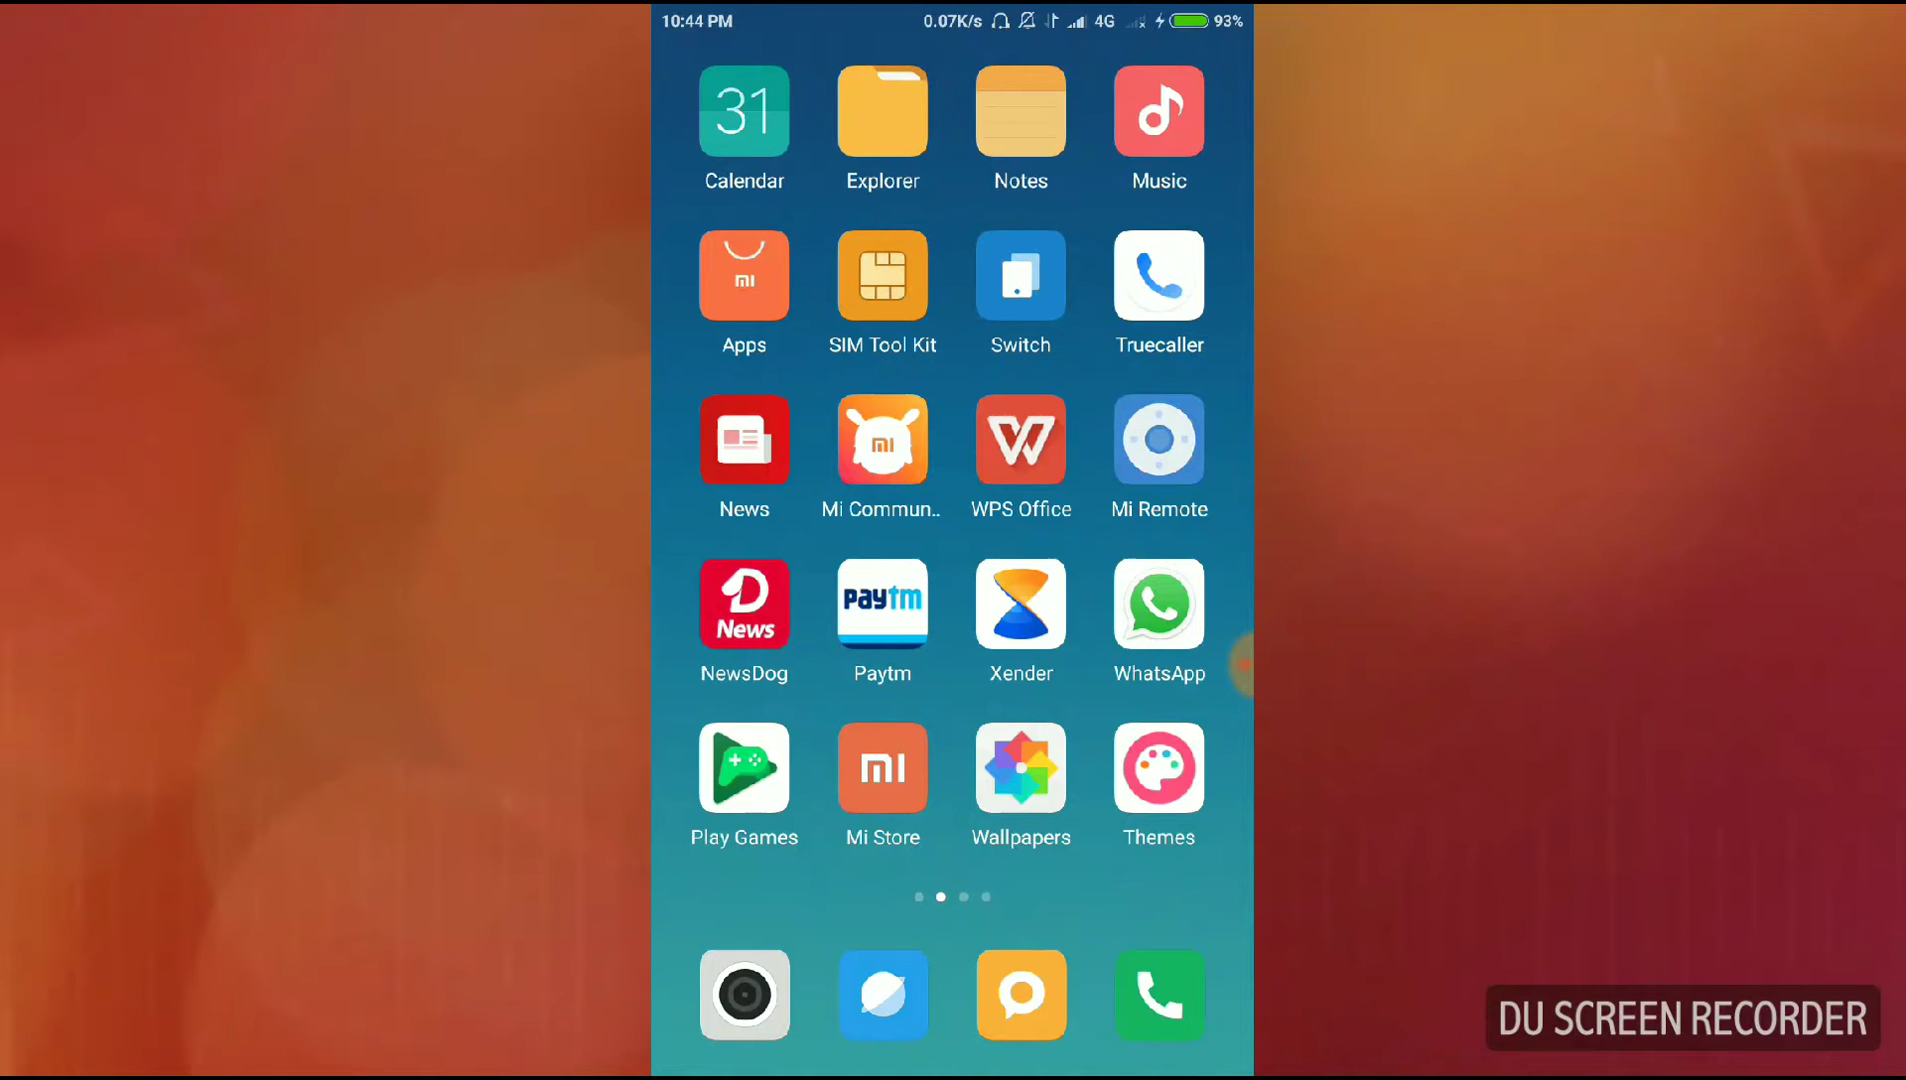 10:44 PM 0.07K/s 4G 93%
31
Calendar Explorer Notes Music
mi
Apps SIM Tool Kit Switch Truecaller
mi W
News Mi Commun.. WPS Office Mi Remote
D News paytm
NewsDog Paytm Xender WhatsApp
mi
Play Games Mi Store Wallpapers Themes
DU SCREEN RECORDER